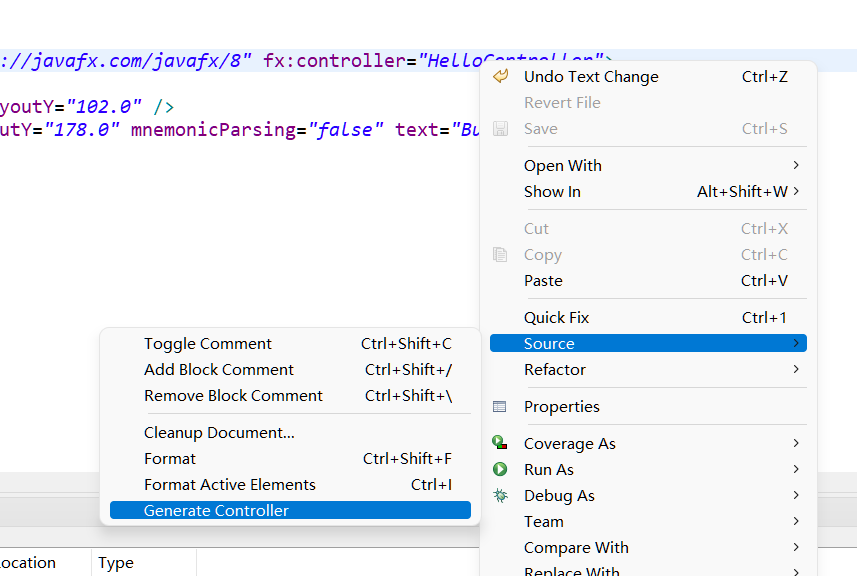 ://javafx.com/javafx/8" fx:controller="HelloController">
youtY="102.0" />
utY="178.0" mnemonicParsing="false" text="Bu
Undo Text Change Ctrl+Z
Revert File
Save Ctrl+S
Open With
Show In Alt+Shift+W
Cut Ctrl+X
Copy Ctrl+C
Paste Ctrl+V
Quick Fix Ctrl+1
Source
Refactor
Properties
Coverage As
Run As
Debug As
Team
Compare With
Replace With
Toggle Comment Ctrl+Shift+C
Add Block Comment Ctrl+Shift+/
Remove Block Comment Ctrl+Shift+\
Cleanup Document...
Format Ctrl+Shift+F
Format Active Elements Ctrl+I
Generate Controller
ocation Type